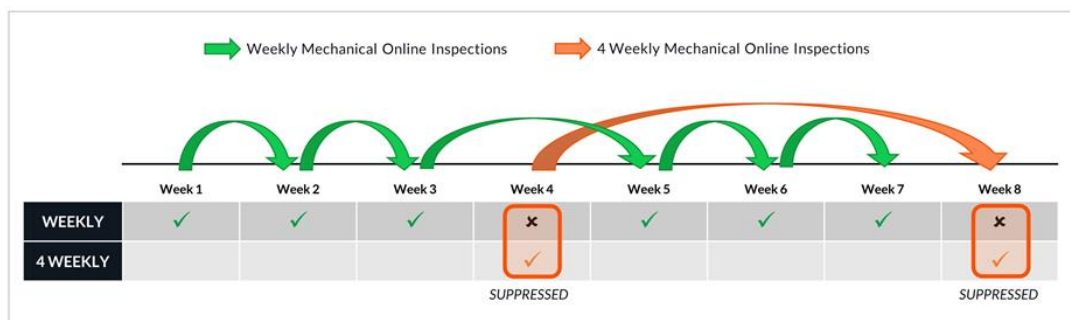 Weekly Mechanical Online Inspections
4 Weekly Mechanical Online Inspections
Week 1
Week 2
Week 3
Week 4
Week 5
Week 6
Week 7
Week 8
WEEKLY
✓ ✓ ✓ ✘ ✓ ✓ ✓ ✘
4 WEEKLY
✓ ✓
SUPPRESSED
SUPPRESSED